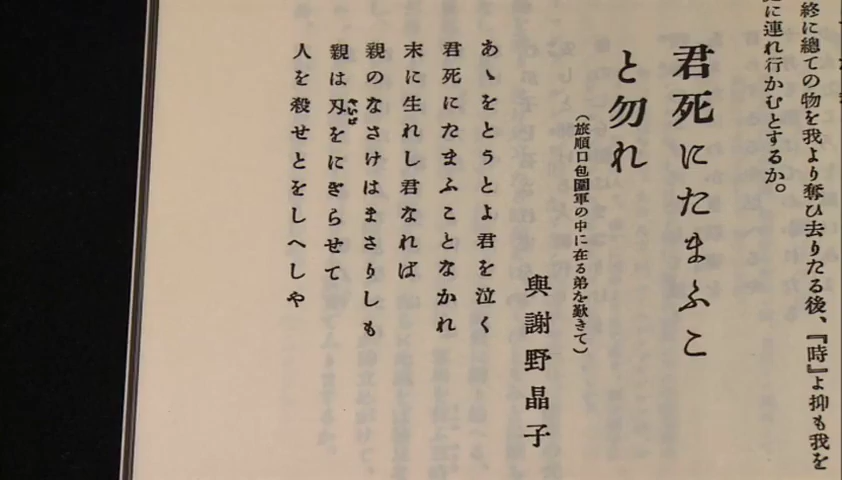 終に總ての物を我より奪ひ去りたる後、『時』よ抑も我を
に連れ行かむとするか。
君死にたまふこ
と勿れ
（旅順口包圍軍の中に在る弟を歎きて）
與謝野晶子
あゝをとうとよ君を泣く
君死にたまふことなかれ
末に生れし君なれば
親のなさけはまさりしも
親は刄をにぎらせて
人を殺せとをしへしや